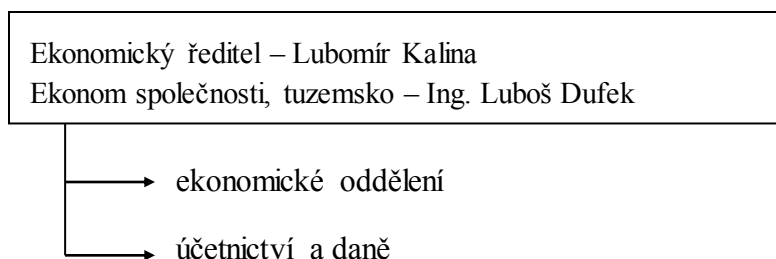 Ekonomický ředitel – Lubomír Kalina
Ekonom společnosti, tuzemsko – Ing. Luboš Dufek
ekonomické oddělení
účetnictví a daně